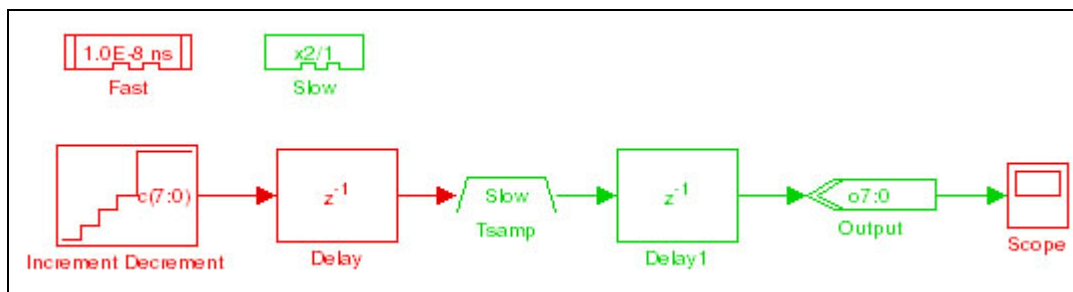 1.0E-8 ns
Fast
x2/1
Slow
c(7:0)
Increment Decrement
z-1
Delay
Slow
Tsamp
z-1
Delay1
o7:0
Output
Scope